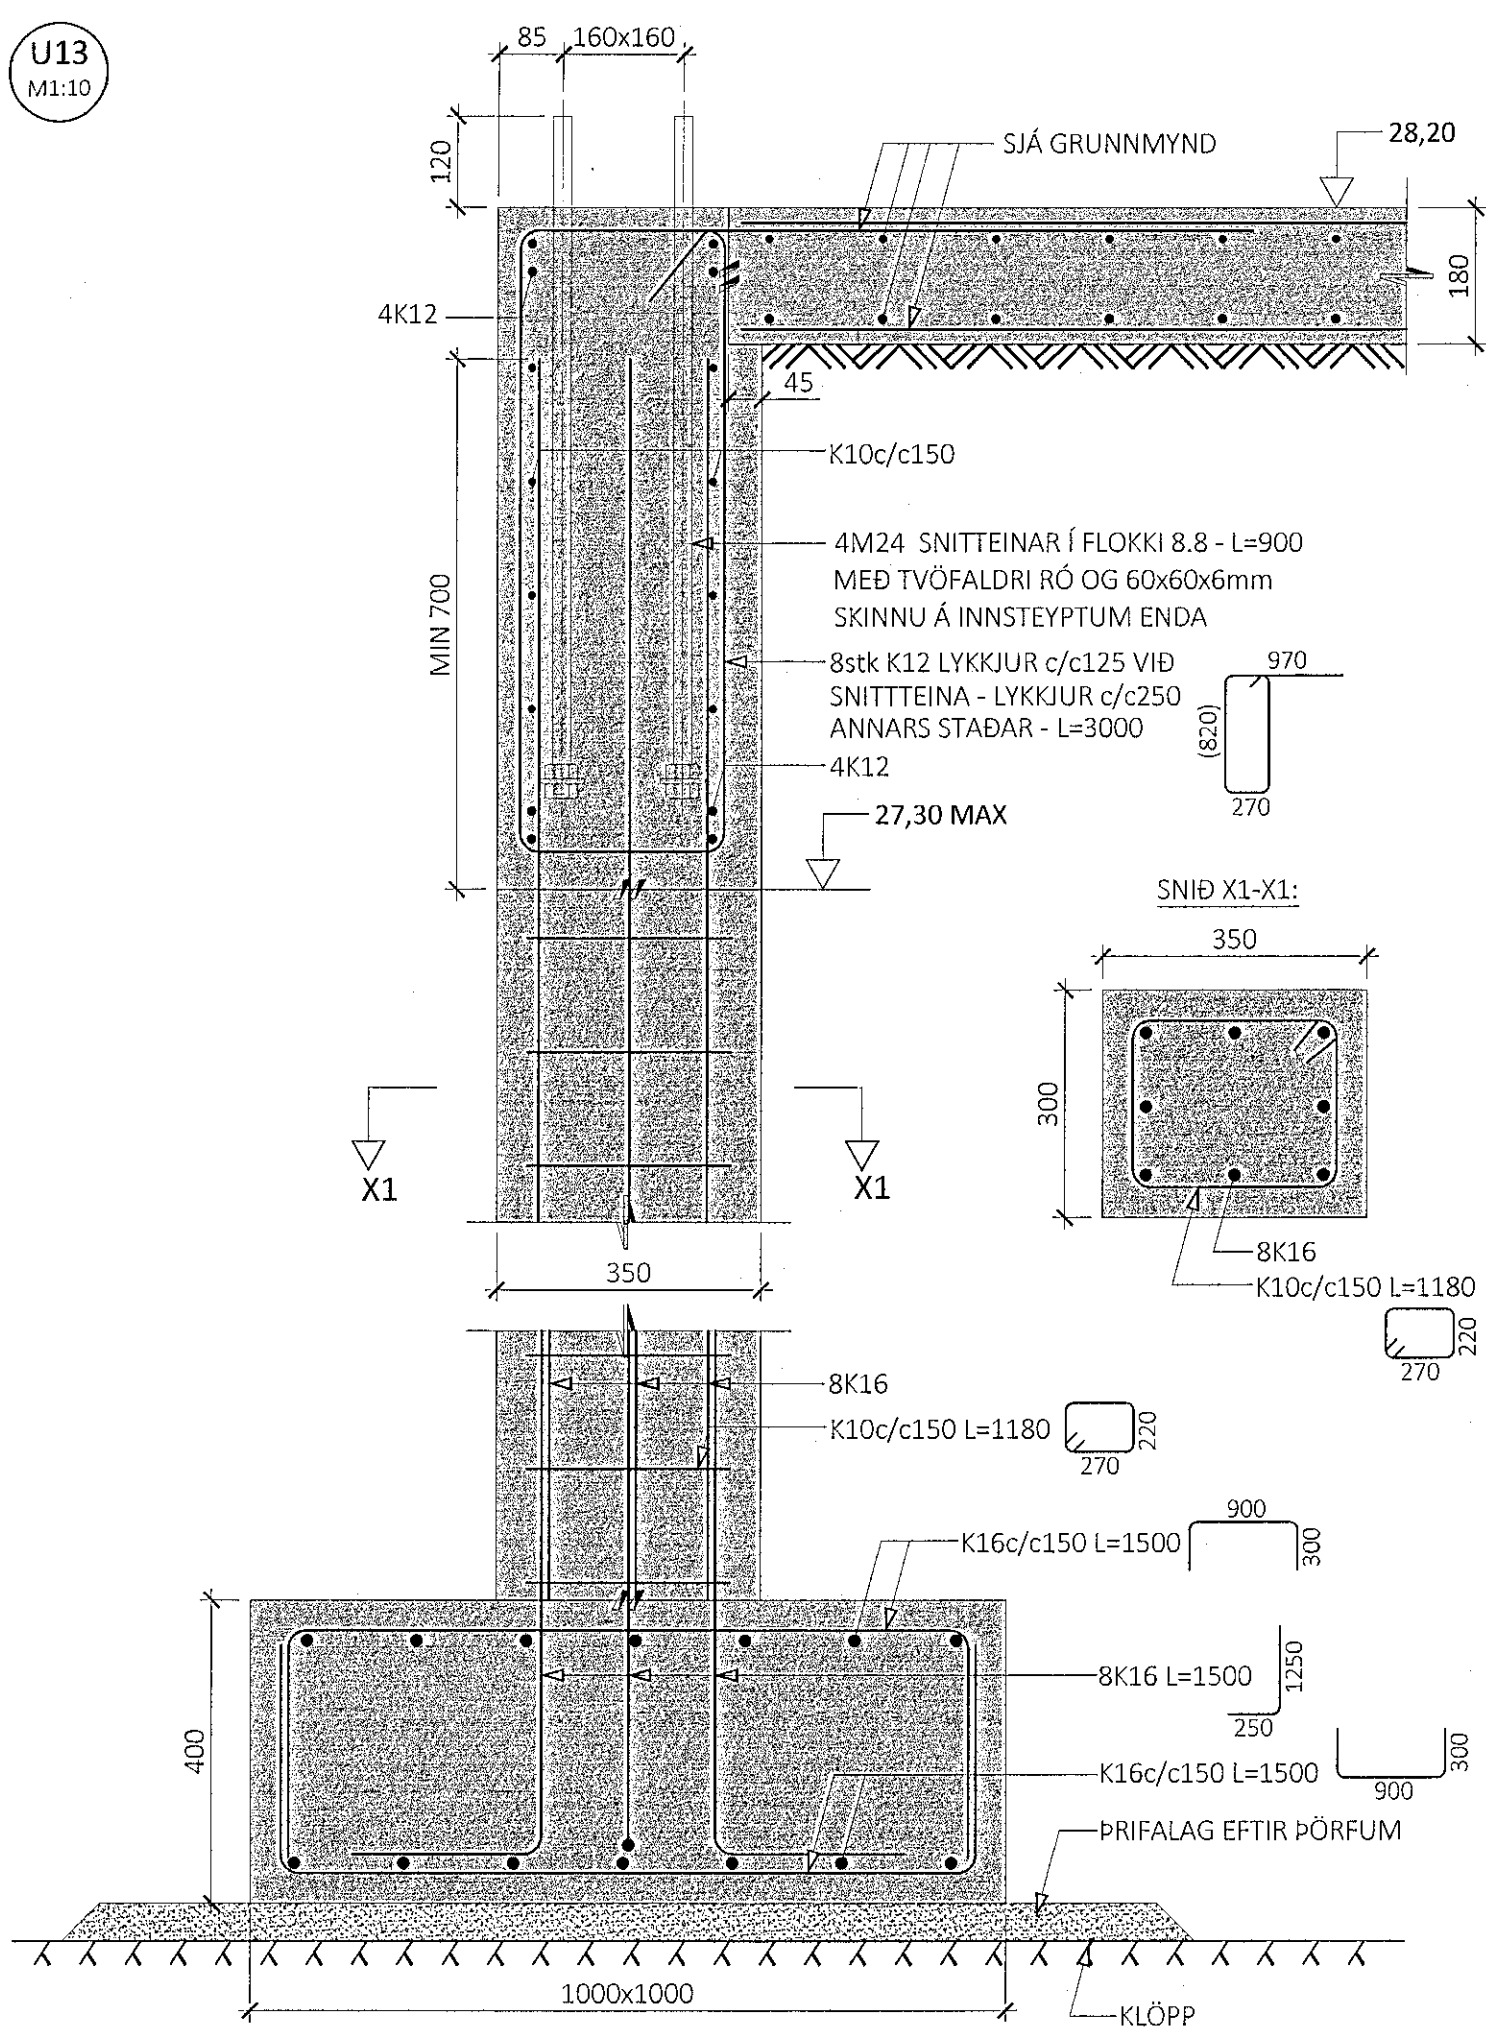 U13
M1:10
85
160x160
120
SJÁ GRUNNMYND
28,20
180
4K12
45
K10c/c150
MIN 700
4M24 SNITTEINAR Í FLOKKI 8.8 - L=900
MEÐ TVÖFALDRI RÓ OG 60x60x6mm
SKINNU Á INNSTEYPTUM ENDA
8stk K12 LYKKJUR c/c125 VIÐ
SNITTTEINA - LYKKJUR c/c250
ANNARS STAÐAR - L=3000
970
(820)
270
4K12
27,30 MAX
SNIÐ X1-X1:
350
300
X1
X1
8K16
K10c/c150 L=1180
220
270
350
8K16
K10c/c150 L=1180
220
270
900
K16c/c150 L=1500
300
8K16 L=1500
1250
250
400
K16c/c150 L=1500
300
900
ÞRIFALAG EFTIR ÞÖRFUM
1000x1000
KLÖPP